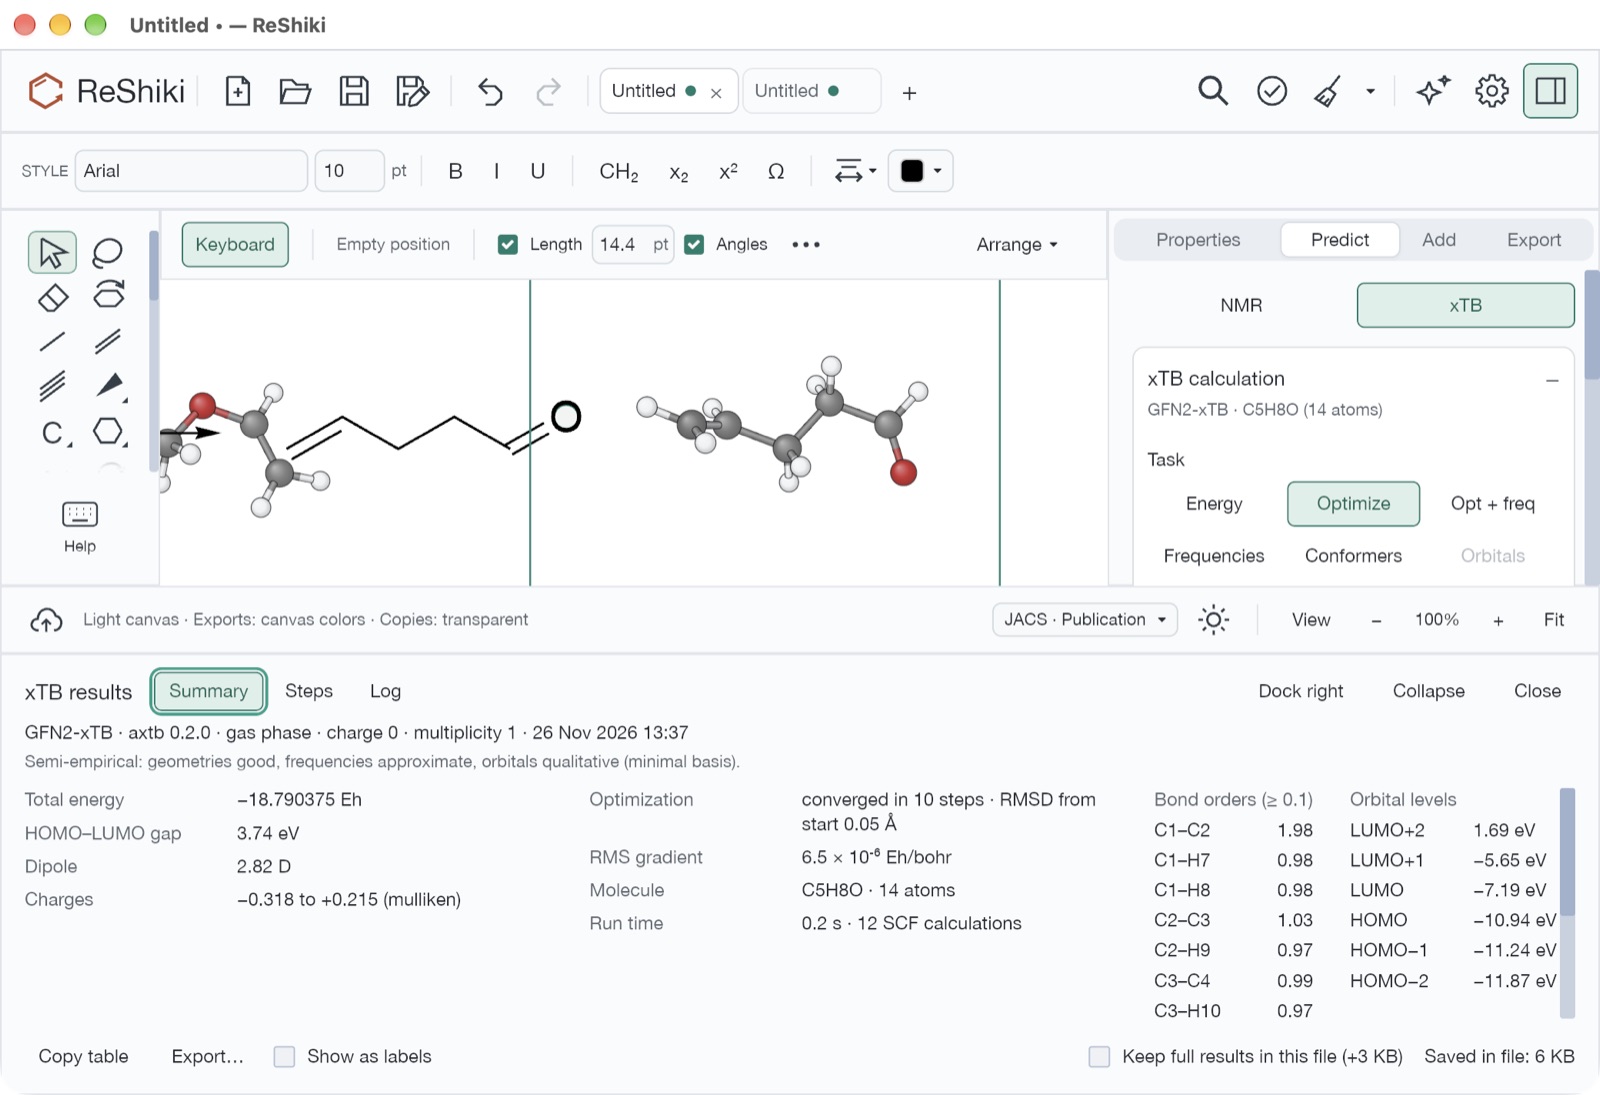 Untitled • — ReShiki
ReShiki
Untitled ● ×
Untitled ●
+
STYLE Arial 10 pt B I U CH₂ x₂ x² Ω
Keyboard Empty position Length 14.4 pt Angles ••• Arrange
Properties Predict Add Export
NMR xTB
xTB calculation –
GFN2-xTB · C5H8O (14 atoms)
Task
Energy Optimize Opt + freq
Frequencies Conformers Orbitals
C
Help
O
Light canvas · Exports: canvas colors · Copies: transparent
JACS · Publication View – 100% + Fit
xTB results Summary Steps Log Dock right Collapse Close
GFN2-xTB · axtb 0.2.0 · gas phase · charge 0 · multiplicity 1 · 26 Nov 2026 13:37
Semi-empirical: geometries good, frequencies approximate, orbitals qualitative (minimal basis).
Total energy −18.790375 Eh
HOMO–LUMO gap 3.74 eV
Dipole 2.82 D
Charges −0.318 to +0.215 (mulliken)
Optimization converged in 10 steps · RMSD from
start 0.05 Å
RMS gradient 6.5 × 10⁻⁶ Eh/bohr
Molecule C5H8O · 14 atoms
Run time 0.2 s · 12 SCF calculations
Bond orders (≥ 0.1)
C1–C2 1.98
C1–H7 0.98
C1–H8 0.98
C2–C3 1.03
C2–H9 0.97
C3–C4 0.99
C3–H10 0.97
Orbital levels
LUMO+2 1.69 eV
LUMO+1 −5.65 eV
LUMO −7.19 eV
HOMO −10.94 eV
HOMO−1 −11.24 eV
HOMO−2 −11.87 eV
Copy table Export... Show as labels
Keep full results in this file (+3 KB) Saved in file: 6 KB